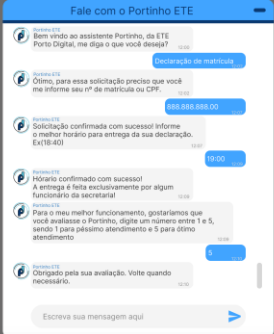 Fale com o Portinho ETE
Portinho ETE
Bem vindo ao assistente Portinho, da ETE
Porto Digital, me diga o que você deseja?
Declaração de matrícula
Portinho ETE
Ótimo, para essa solicitação preciso que você
me informe seu nº de matrícula ou CPF.
888.888.888.00
Portinho ETE
Solicitação confirmada com sucesso! Informe
o melhor horário para entrega da sua declaração.
Ex(18:40)
19:00
Portinho ETE
Hórario confirmado com sucesso!
A entrega é feita exclusivamente por algum
funcionário da secretaria!
Portinho ETE
Para o meu melhor funcionamento, gostaríamos que
você avaliasse o Portinho, digite um número entre 1 e 5,
sendo 1 para péssimo atendimento e 5 para ótimo
atendimento
5
Portinho ETE
Obrigado pela sua avaliação. Volte quando
necessário.
Escreva sua mensagem aqui